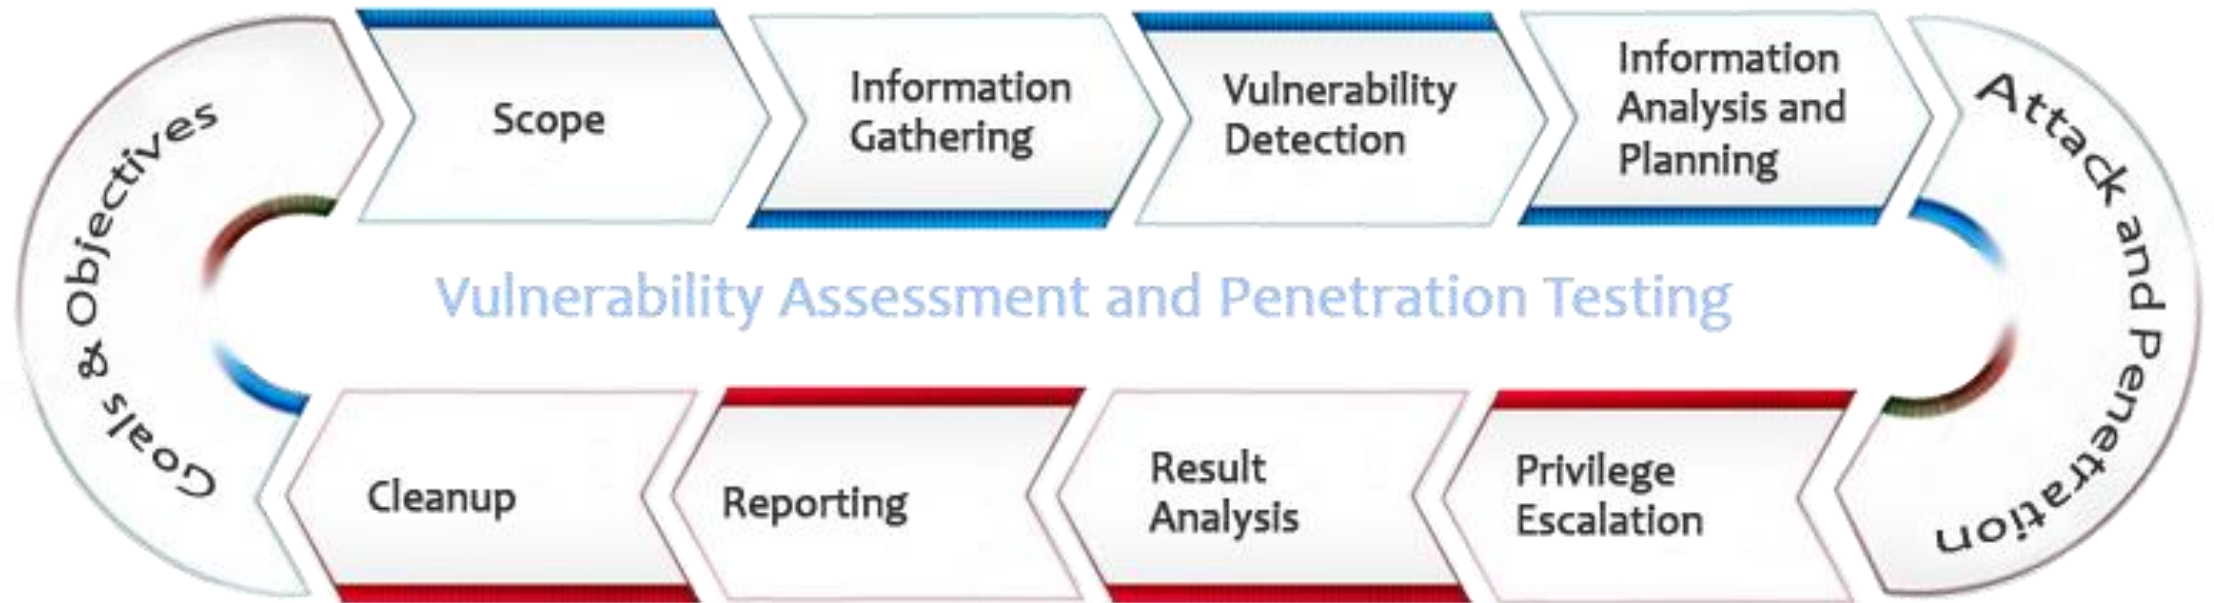 Goals & Objectives
Scope
Information
Gathering
Vulnerability
Detection
Information
Analysis and
Planning
Attack and Penetration
Vulnerability Assessment and Penetration Testing
Privilege
Escalation
Result
Analysis
Reporting
Cleanup